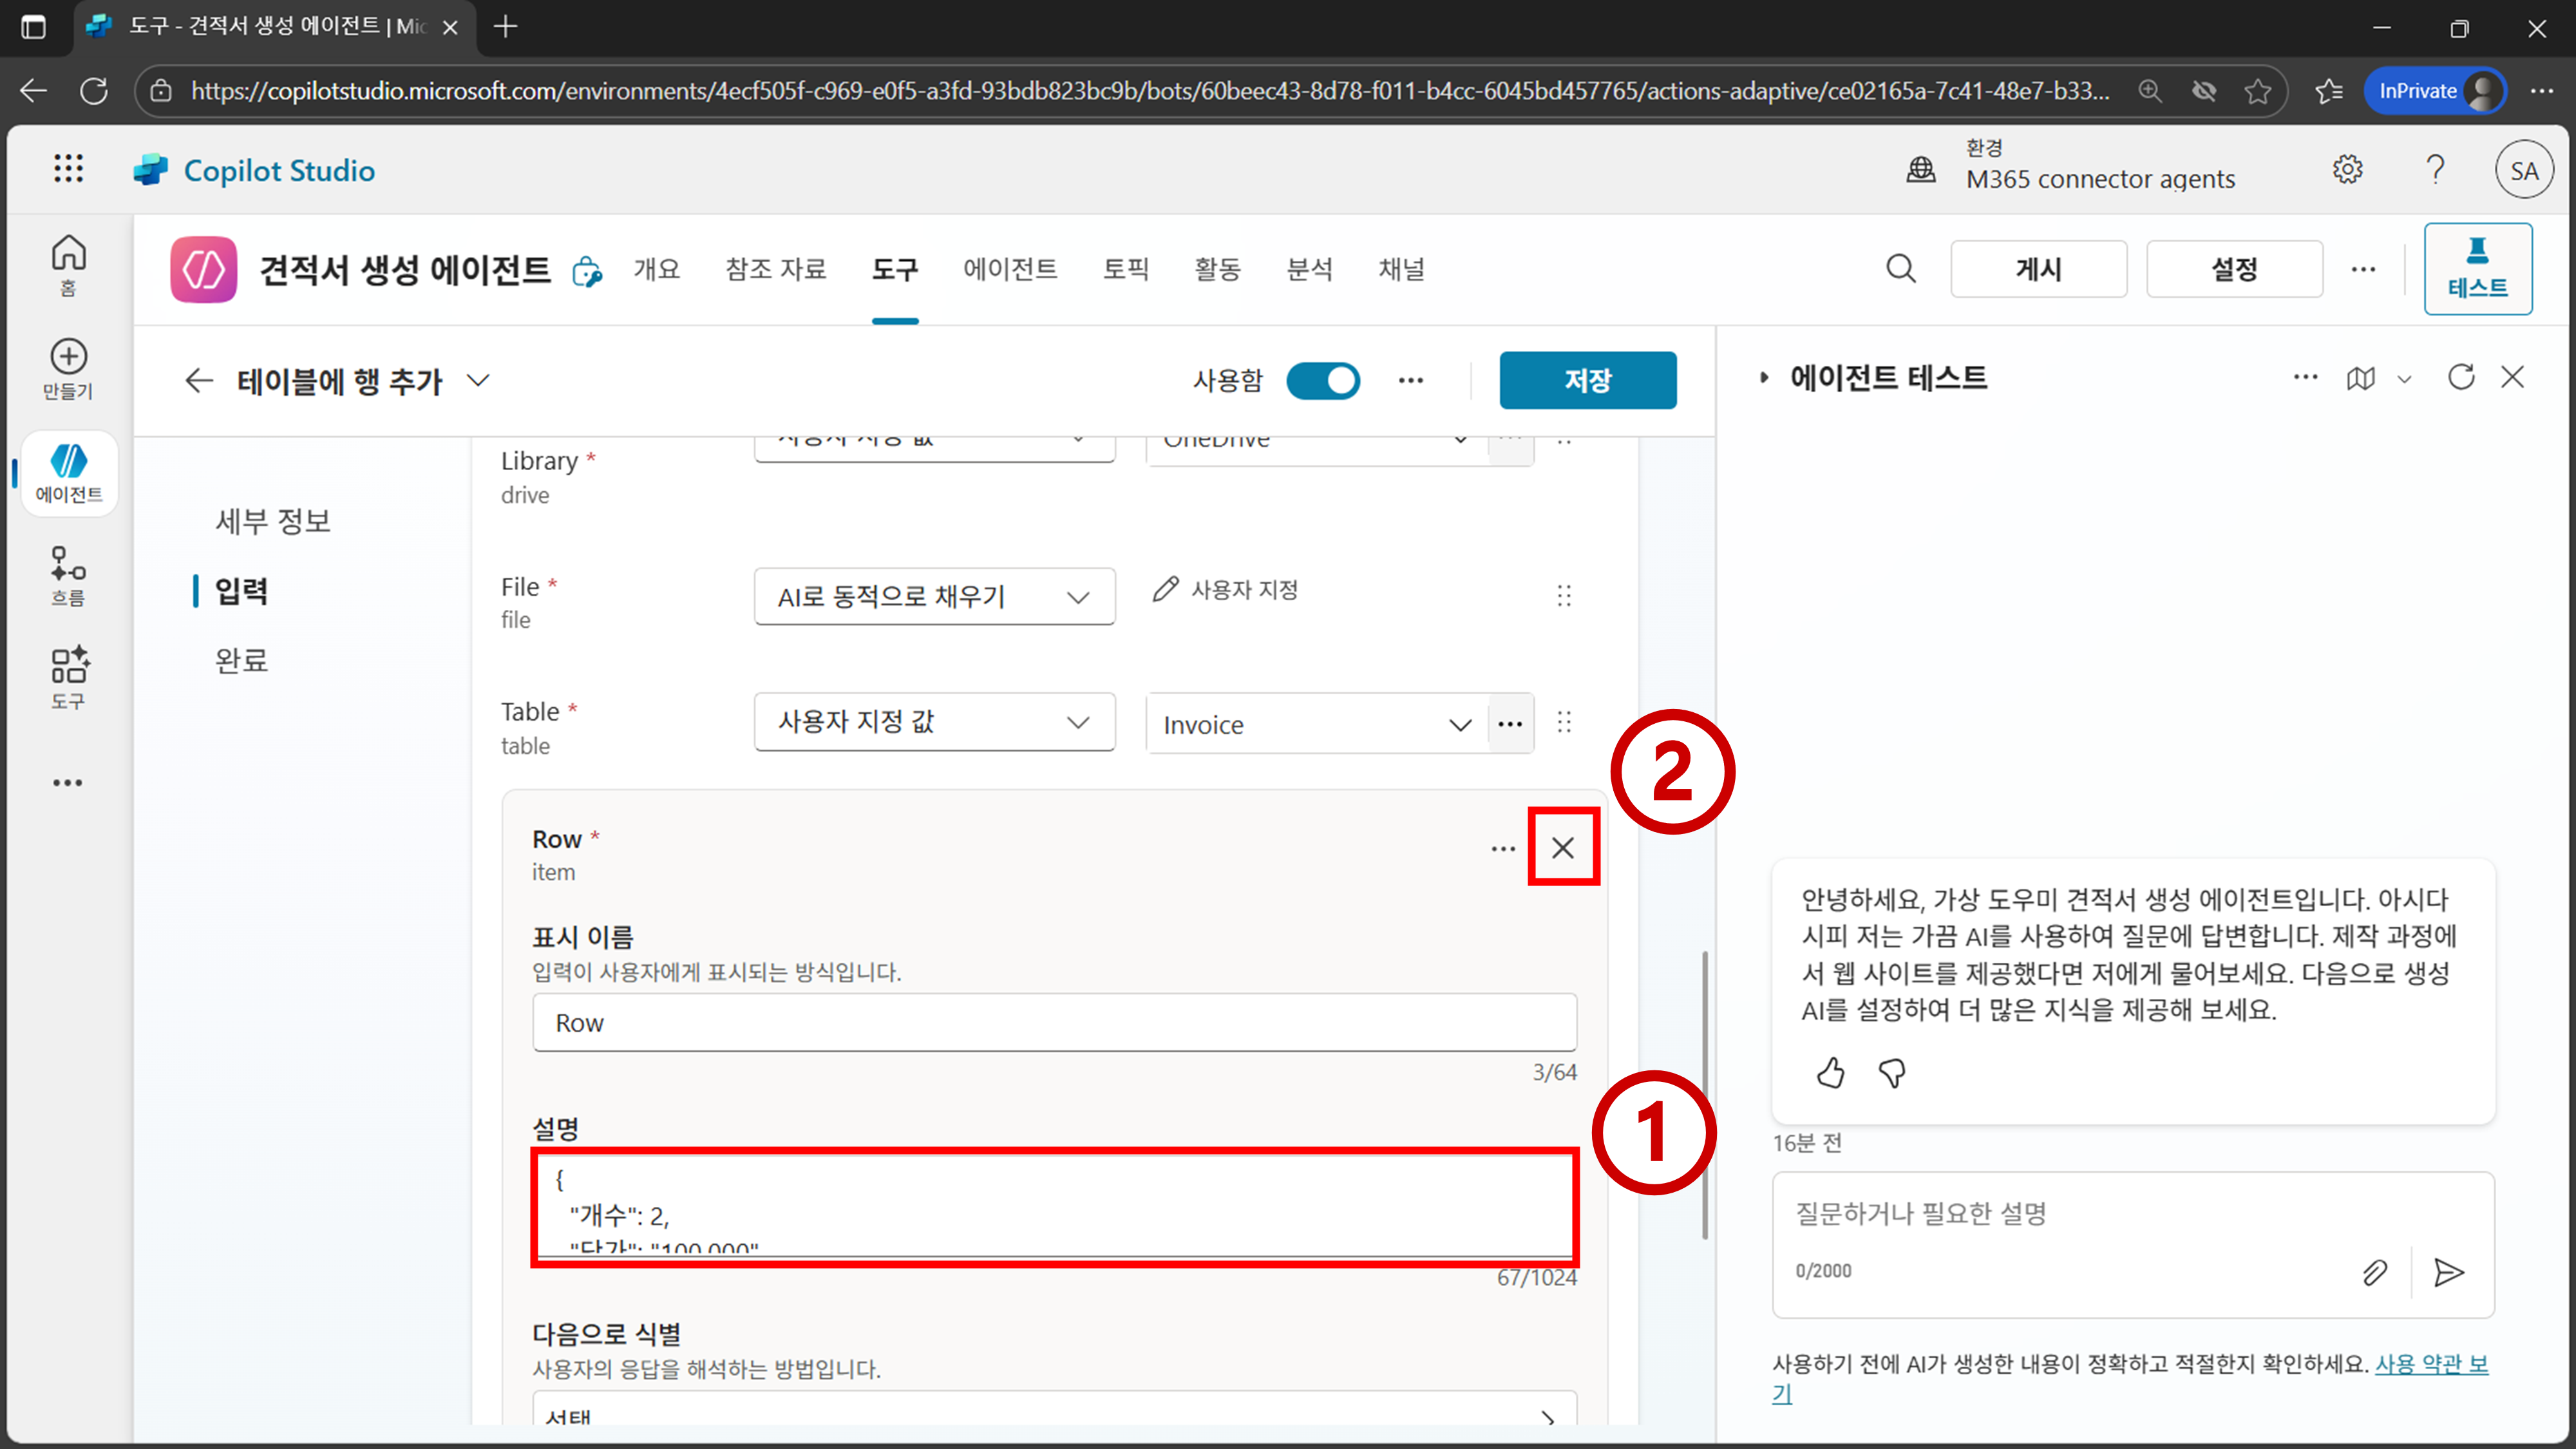 도구 - 견적서 생성 에이전트 | Mic
https://copilotstudio.microsoft.com/environments/4ecf505f-c969-e0f5-a3fd-93bdb823bc9b/bots/60beec43-8d78-f011-b4cc-6045bd457765/actions-adaptive/ce02165a-7c41-48e7-b33...
InPrivate
Copilot Studio
환경
M365 connector agents
SA
홈
만들기
에이전트
흐름
도구
견적서 생성 에이전트
개요
참조 자료
도구
에이전트
토픽
활동
분석
채널
게시
설정
테스트
테이블에 행 추가
사용함
저장
세부 정보
입력
완료
Library *
drive
사용자 지정 값
OneDrive
File *
file
AI로 동적으로 채우기
사용자 지정
Table *
table
사용자 지정 값
Invoice
2
Row *
item
표시 이름
입력이 사용자에게 표시되는 방식입니다.
Row
3/64
1
설명
{
"개수": 2,
"단가": "100,000"
67/1024
다음으로 식별
사용자의 응답을 해석하는 방법입니다.
선택
에이전트 테스트
안녕하세요, 가상 도우미 견적서 생성 에이전트입니다. 아시다
시피 저는 가끔 AI를 사용하여 질문에 답변합니다. 제작 과정에
서 웹 사이트를 제공했다면 저에게 물어보세요. 다음으로 생성
AI를 설정하여 더 많은 지식을 제공해 보세요.
16분 전
질문하거나 필요한 설명
0/2000
사용하기 전에 AI가 생성한 내용이 정확하고 적절한지 확인하세요. 사용 약관 보
기